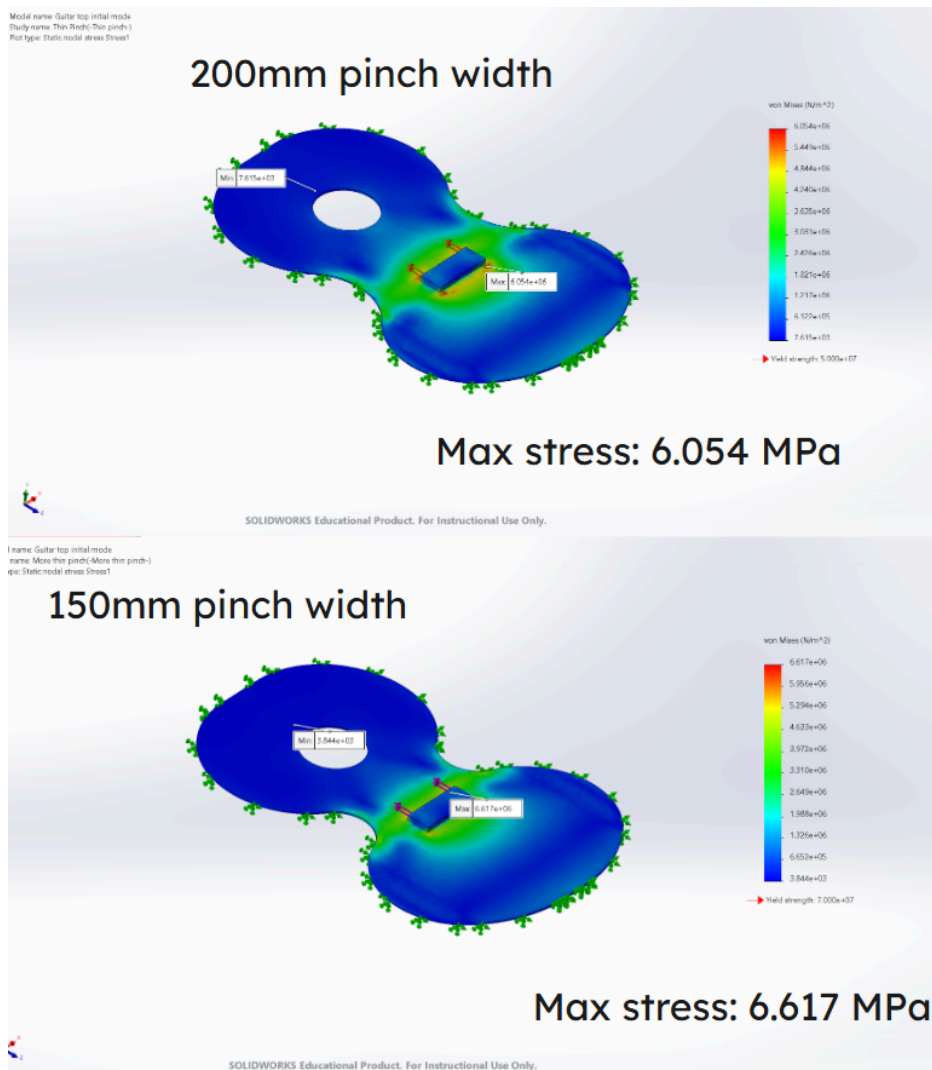 Model name: Guitar top initial mode
Study name: Thin Pinch(-Thin pinch-)
Plot type: Static nodal stress Stress1
200mm pinch width
von Mises (N/m^2)
6.054e+06
5.449e+06
4.844e+06
4.240e+06
3.635e+06
3.031e+06
2.426e+06
1.821e+06
1.217e+06
6.122e+05
7.615e+03
Yield strength: 5.000e+07
Min: 7.615e+03
Max: 6.054e+06
Max stress: 6.054 MPa
SOLIDWORKS Educational Product. For Instructional Use Only.
l name: Guitar top initial mode
name: More thin pinch(-More thin pinch-)
ype: Static nodal stress Stress1
150mm pinch width
von Mises (N/m^2)
6.617e+06
5.956e+06
5.294e+06
4.633e+06
3.972e+06
3.310e+06
2.649e+06
1.988e+06
1.326e+06
6.652e+05
3.844e+03
Yield strength: 7.000e+07
Min: 3.844e+03
Max: 6.617e+06
Max stress: 6.617 MPa
SOLIDWORKS Educational Product. For Instructional Use Only.